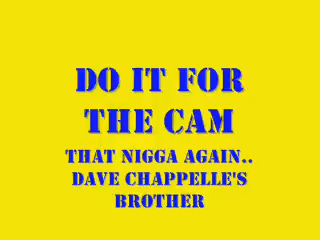 DO IT FOR
THE CAM
THAT NIGGA AGAIN..
DAVE CHAPPELLE'S
BROTHER